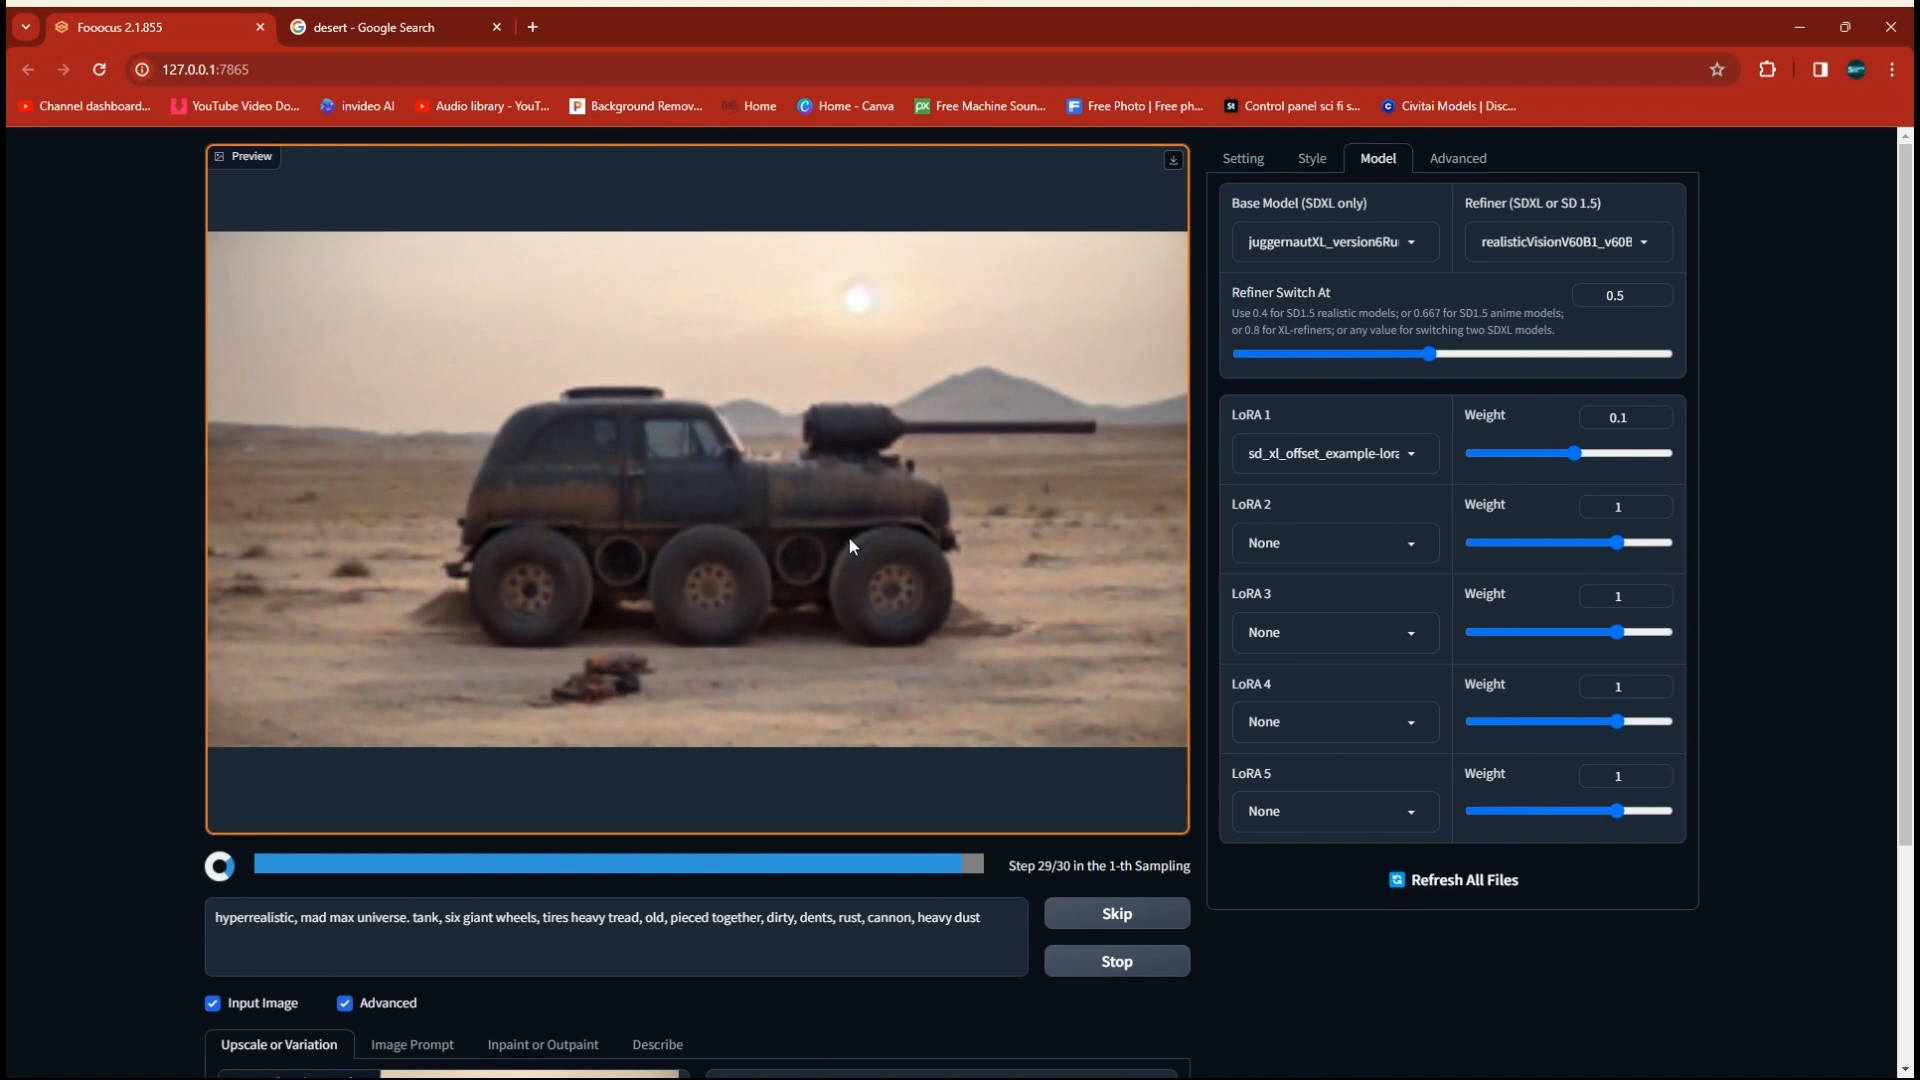 Fooocus 2.1.855
desert - Google Search
127.0.0.1:7865
Channel dashboard...
YouTube Video Do...
invideo AI
Audio library - YouT...
Background Remov...
Home
Home - Canva
Free Machine Soun...
Free Photo | Free ph...
Control panel sci fi s...
Civitai Models | Disc...
Preview
Setting
Style
Model
Advanced
Base Model (SDXL only)
Refiner (SDXL or SD 1.5)
juggernautXL_version6Ru
realisticVisionV60B1_v60B
Refiner Switch At
0.5
Use 0.4 for SD1.5 realistic models; or 0.667 for SD1.5 anime models;
or 0.8 for XL-refiners; or any value for switching two SDXL models.
LoRA 1
Weight
0.1
sd_xl_offset_example-lora
LoRA 2
Weight
1
None
LoRA 3
Weight
1
None
LoRA 4
Weight
1
None
LoRA 5
Weight
1
None
Refresh All Files
Step 29/30 in the 1-th Sampling
hyperrealistic, mad max universe. tank, six giant wheels, tires heavy tread, old, pieced together, dirty, dents, rust, cannon, heavy dust
Skip
Stop
Input Image
Advanced
Upscale or Variation
Image Prompt
Inpaint or Outpaint
Describe